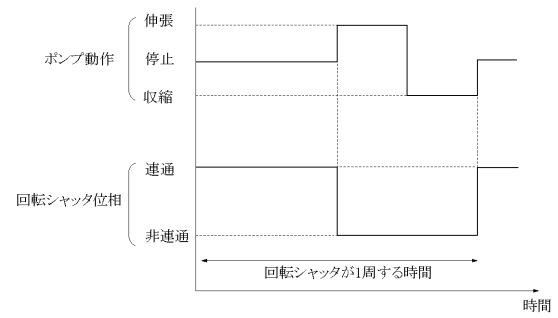 伸張
ポンプ動作
停止
収縮
連通
回転シャッタ位相
非連通
回転シャッタが1周する時間
時間